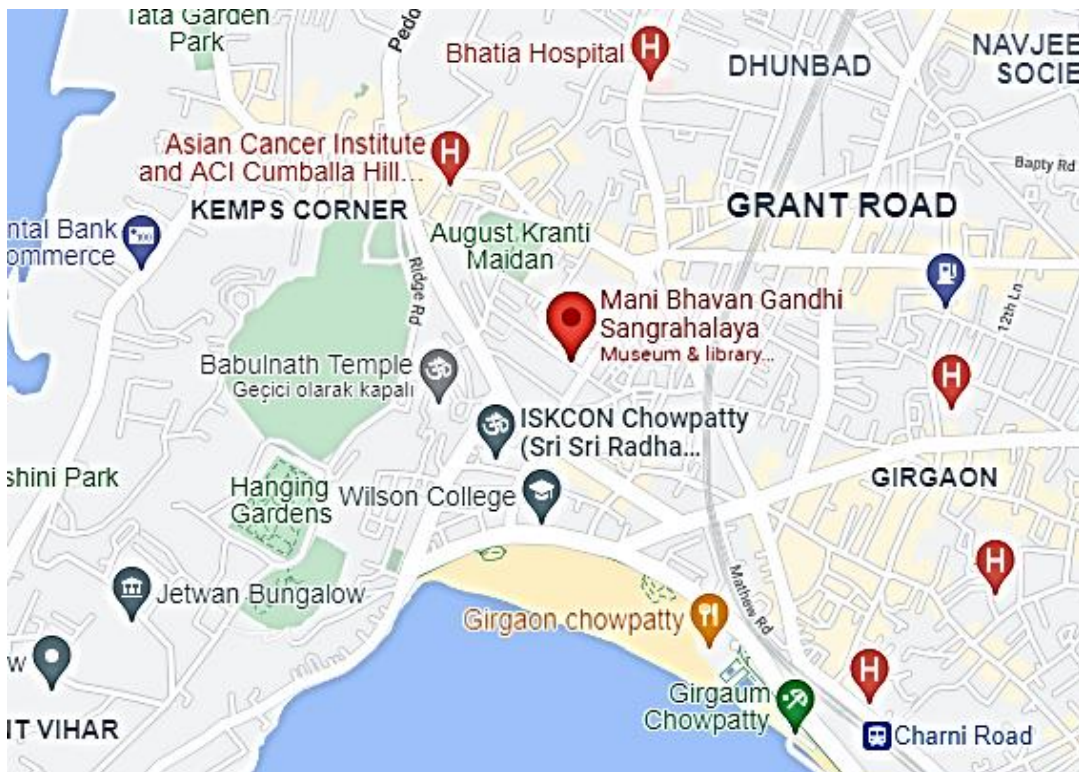 Tata Garden
Park
Pedd
Bhatia Hospital
DHUNBAD
NAVJEE
SOCIE
Asian Cancer Institute
and ACI Cumballa Hill...
Bapty Rd
KEMPS CORNER
GRANT ROAD
ntal Bank
ommerce
August Kranti
Maidan
Ridge Rd
12th Ln
Mani Bhavan Gandhi
Sangrahalaya
Museum & library...
Babulnath Temple
Geçici olarak kapalı
ISKCON Chowpatty
(Sri Sri Radha...
shini Park
Hanging
Gardens
Wilson College
GIRGAON
Jetwan Bungalow
Mathew Rd
Girgaon chowpatty
w
Girgaum
Chowpatty
NT VIHAR
Charni Road